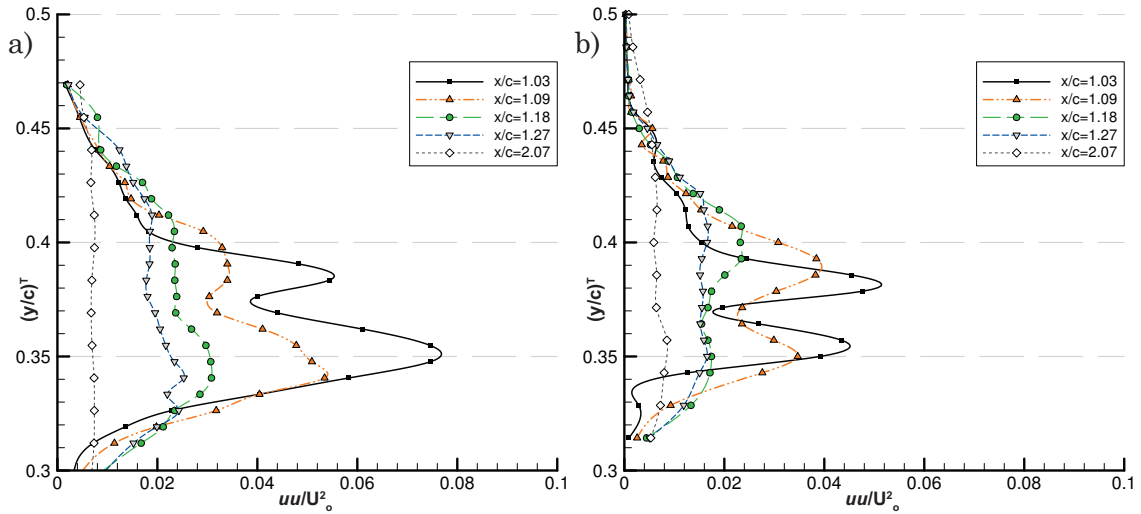 a)
0.5
0.45
0.4
0.35
0.3
(y/c)ᵀ
x/c=1.03
x/c=1.09
x/c=1.18
x/c=1.27
x/c=2.07
0 0.02 0.04 0.06 0.08 0.1
uu/U²ₒ
b)
0.5
0.45
0.4
0.35
0.3
(y/c)ᵀ
x/c=1.03
x/c=1.09
x/c=1.18
x/c=1.27
x/c=2.07
0 0.02 0.04 0.06 0.08 0.1
uu/U²ₒ